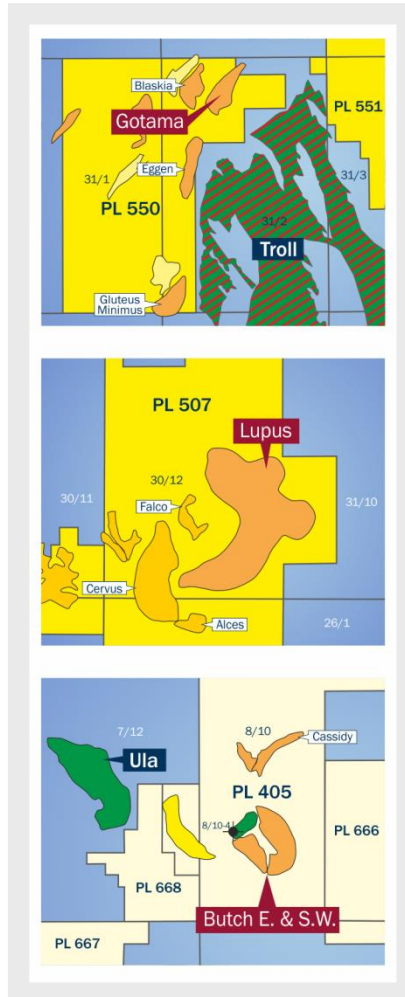 Blaskia
Gotama
PL 551
31/1
Eggen
31/3
PL 550
31/2
Troll
Gluteus
Minimus
PL 507
Lupus
30/12
30/11
31/10
Falco
Cervus
Alces
26/1
7/12
8/10
Cassidy
Ula
PL 405
8/10-4
PL 666
PL 668
Butch E. & S.W.
PL 667